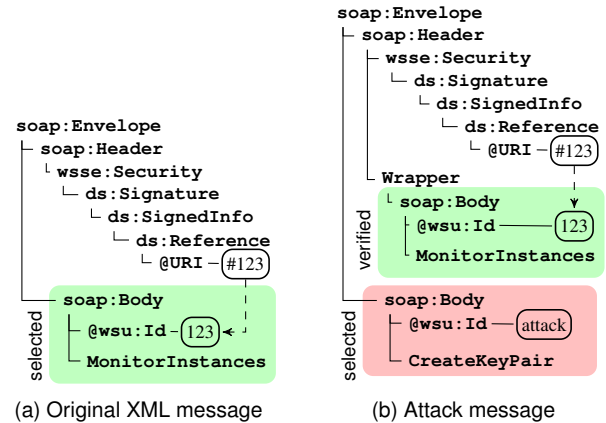 soap:Envelope
soap:Header
wsse:Security
ds:Signature
ds:SignedInfo
ds:Reference
@URI #123
soap:Body
@wsu:Id 123
MonitorInstances
selected
(a) Original XML message
soap:Envelope
soap:Header
wsse:Security
ds:Signature
ds:SignedInfo
ds:Reference
@URI #123
Wrapper
soap:Body
@wsu:Id 123
MonitorInstances
verified
soap:Body
@wsu:Id attack
CreateKeyPair
selected
(b) Attack message